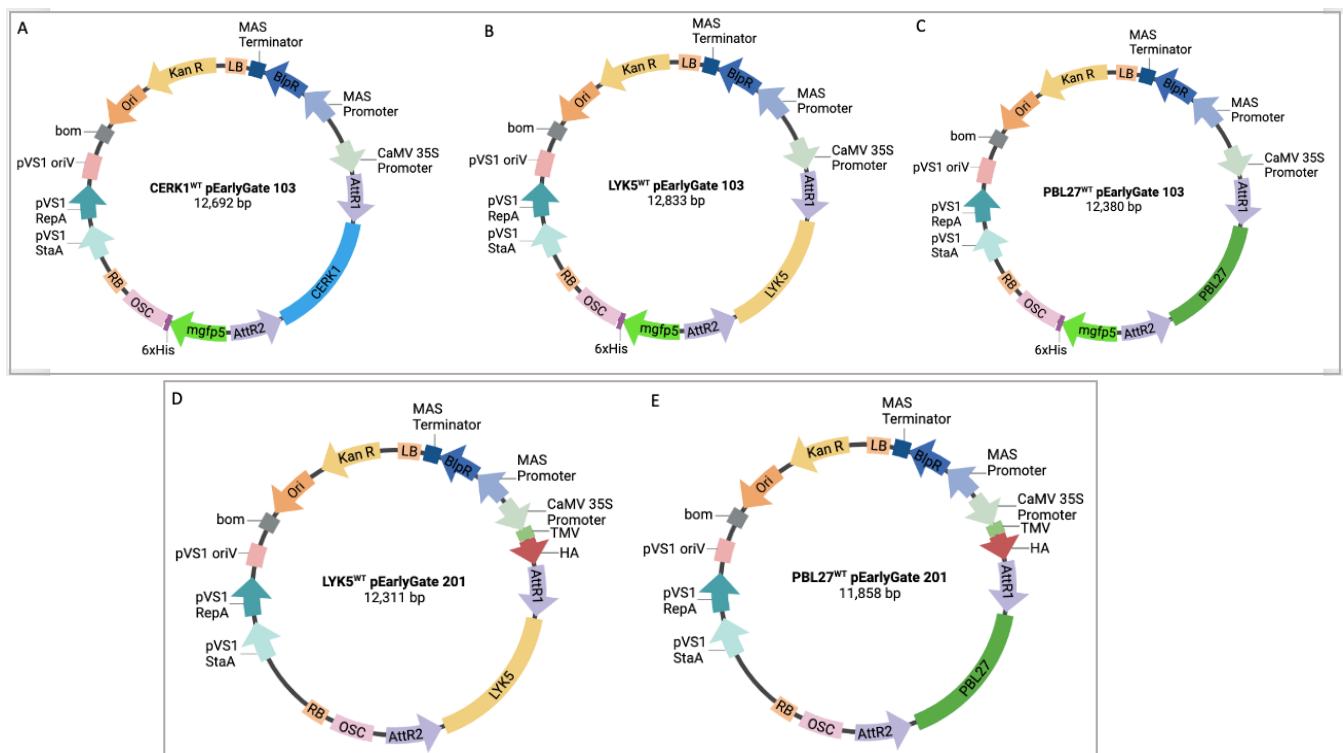 A
MAS
Terminator
Kan R
LB
BlpR
Ori
MAS
Promoter
bom
CaMV 35S
Promoter
pVS1 oriV
AttR1
CERK1ᵂᵀ pEarlyGate 103
12,692 bp
pVS1
RepA
pVS1
StaA
CERK1
RB
OSC
mgfp5
AttR2
6xHis
B
MAS
Terminator
Kan R
LB
BlpR
Ori
MAS
Promoter
bom
CaMV 35S
Promoter
pVS1 oriV
AttR1
LYK5ᵂᵀ pEarlyGate 103
12,833 bp
pVS1
RepA
pVS1
StaA
LYK5
RB
OSC
mgfp5
AttR2
6xHis
C
MAS
Terminator
Kan R
LB
BlpR
Ori
MAS
Promoter
bom
CaMV 35S
Promoter
pVS1 oriV
AttR1
PBL27ᵂᵀ pEarlyGate 103
12,380 bp
pVS1
RepA
pVS1
StaA
PBL27
RB
OSC
mgfp5
AttR2
6xHis
D
MAS
Terminator
Kan R
LB
BlpR
Ori
MAS
Promoter
bom
CaMV 35S
Promoter
TMV
HA
pVS1 oriV
AttR1
LYK5ᵂᵀ pEarlyGate 201
12,311 bp
pVS1
RepA
pVS1
StaA
LYK5
RB
OSC
AttR2
E
MAS
Terminator
Kan R
LB
BlpR
Ori
MAS
Promoter
bom
CaMV 35S
Promoter
TMV
HA
pVS1 oriV
AttR1
PBL27ᵂᵀ pEarlyGate 201
11,858 bp
pVS1
RepA
pVS1
StaA
PBL27
RB
OSC
AttR2